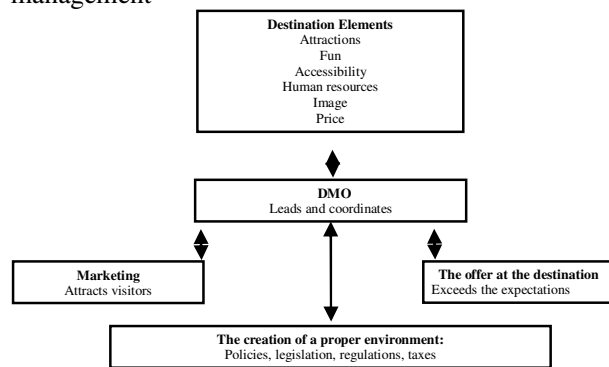 management
Destination Elements
Attractions
Fun
Accessibility
Human resources
Image
Price
DMO
Leads and coordinates
Marketing
Attracts visitors
The offer at the destination
Exceeds the expectations
The creation of a proper environment:
Policies, legislation, regulations, taxes